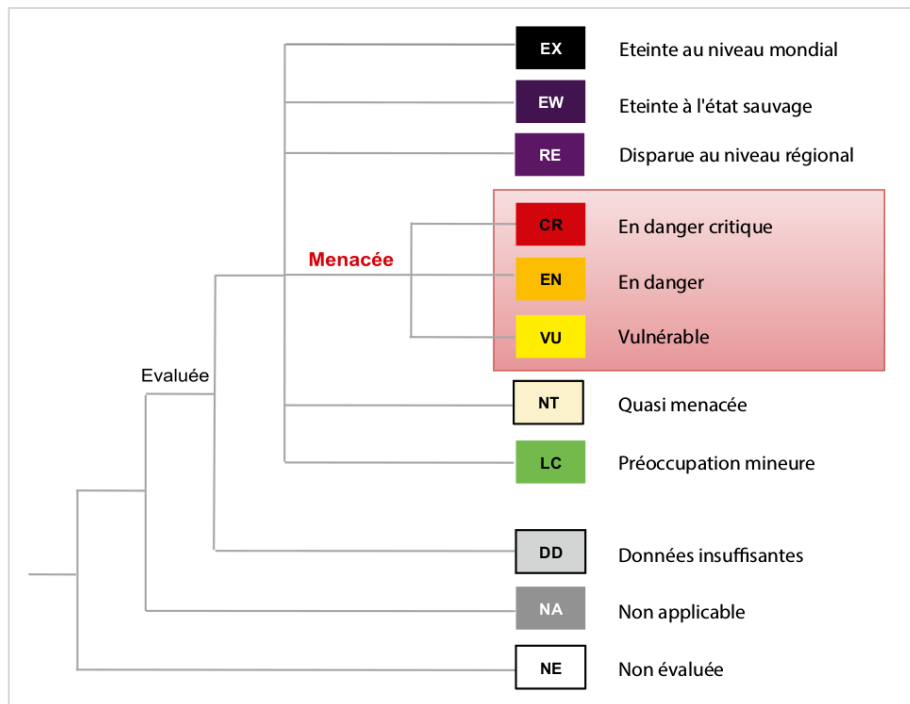 EX Eteinte au niveau mondial
EW Eteinte à l'état sauvage
RE Disparue au niveau régional
CR En danger critique
Menacée
EN En danger
VU Vulnérable
Evaluée
NT Quasi menacée
LC Préoccupation mineure
DD Données insuffisantes
NA Non applicable
NE Non évaluée